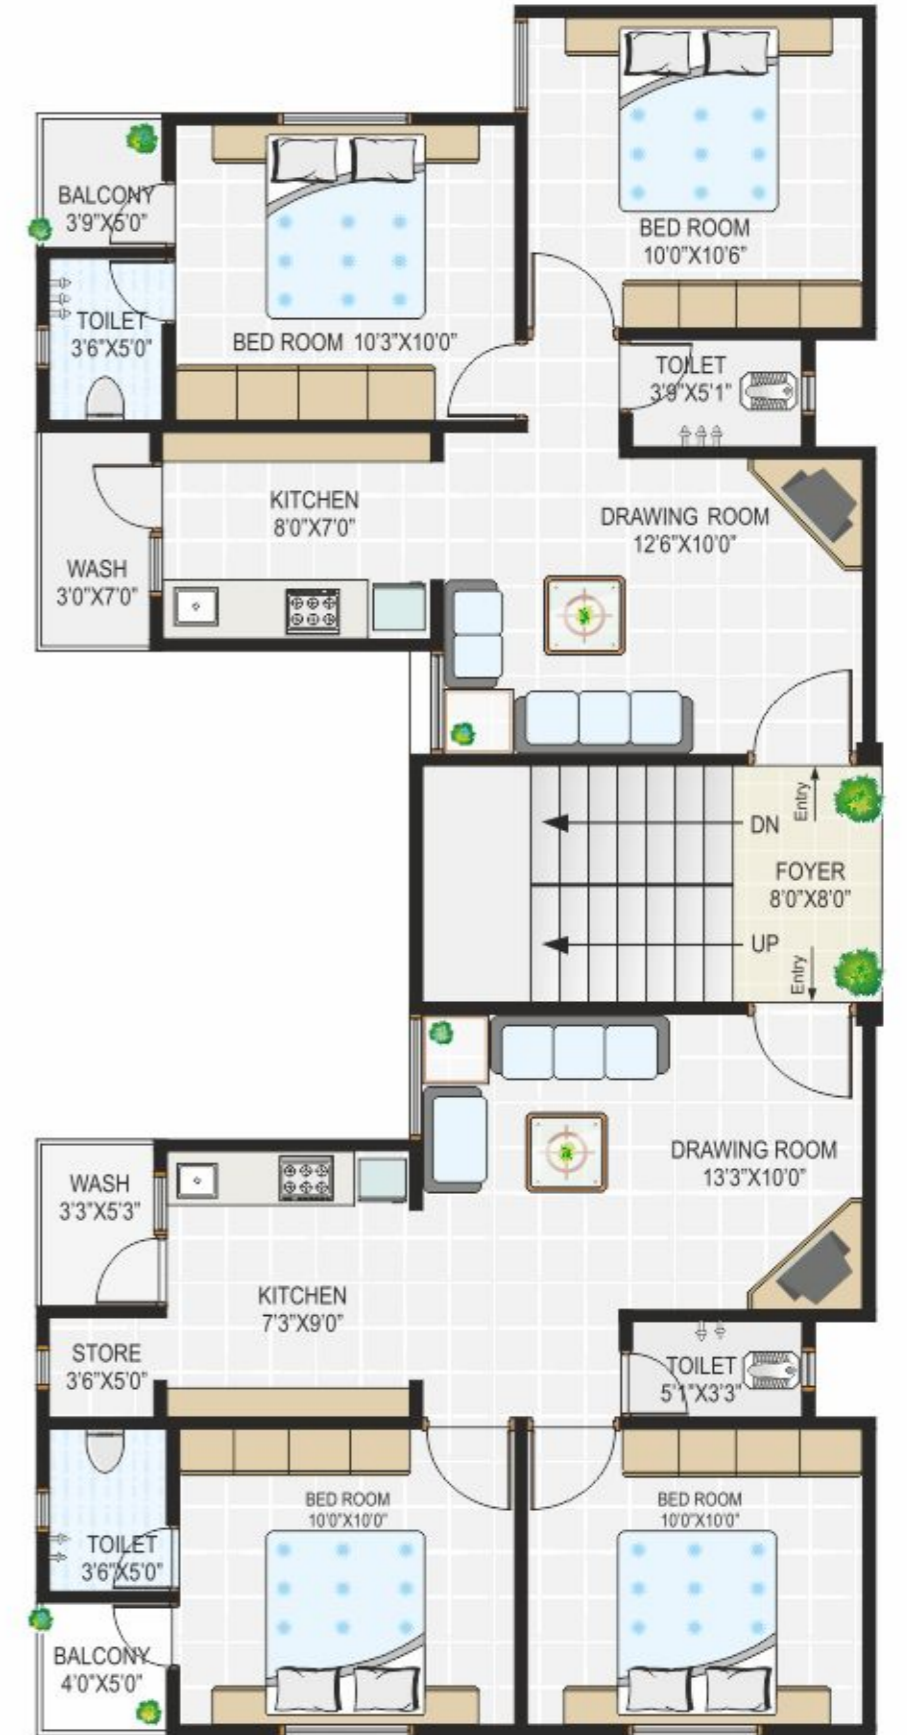 BED ROOM
10'0"X10'6"
BALCONY
3'9"X5'0"
TOILET
3'6"X5'0"
BED ROOM 10'3"X10'0"
TOILET
3'9"X5'1"
KITCHEN
8'0"X7'0"
DRAWING ROOM
12'6"X10'0"
WASH
3'0"X7'0"
DN
Entry
FOYER
8'0"X8'0"
UP
Entry
DRAWING ROOM
13'3"X10'0"
WASH
3'3"X5'3"
KITCHEN
7'3"X9'0"
STORE
3'6"X5'0"
TOILET
5'1"X3'3"
BED ROOM
10'0"X10'0"
BED ROOM
10'0"X10'0"
TOILET
3'6"X5'0"
BALCONY
4'0"X5'0"